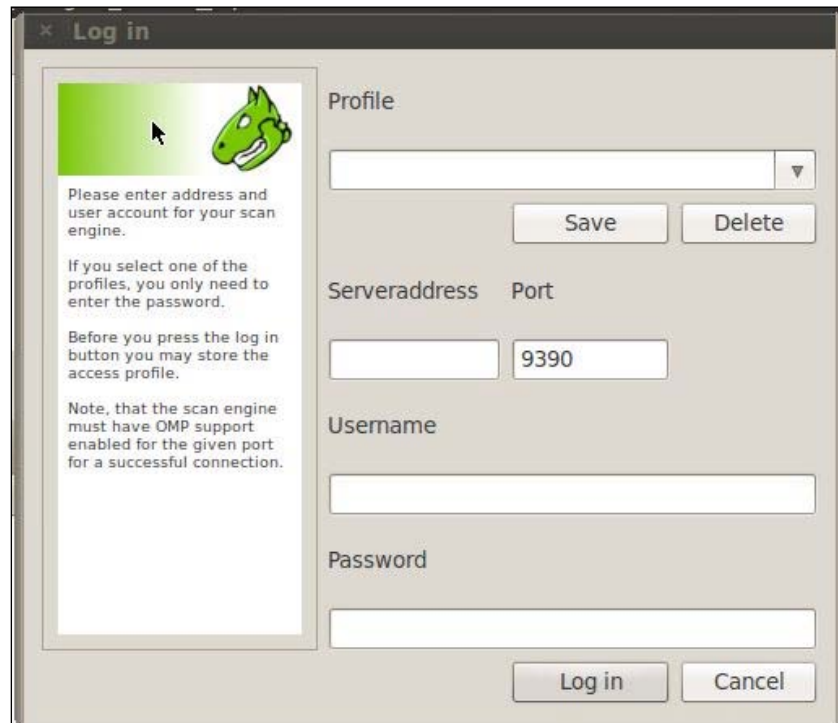 Log in
Please enter address and
user account for your scan
engine.
If you select one of the
profiles, you only need to
enter the password.
Before you press the log in
button you may store the
access profile.
Note, that the scan engine
must have OMP support
enabled for the given port
for a successful connection.
Profile
Save Delete
Serveraddress Port
9390
Username
Password
Log in Cancel